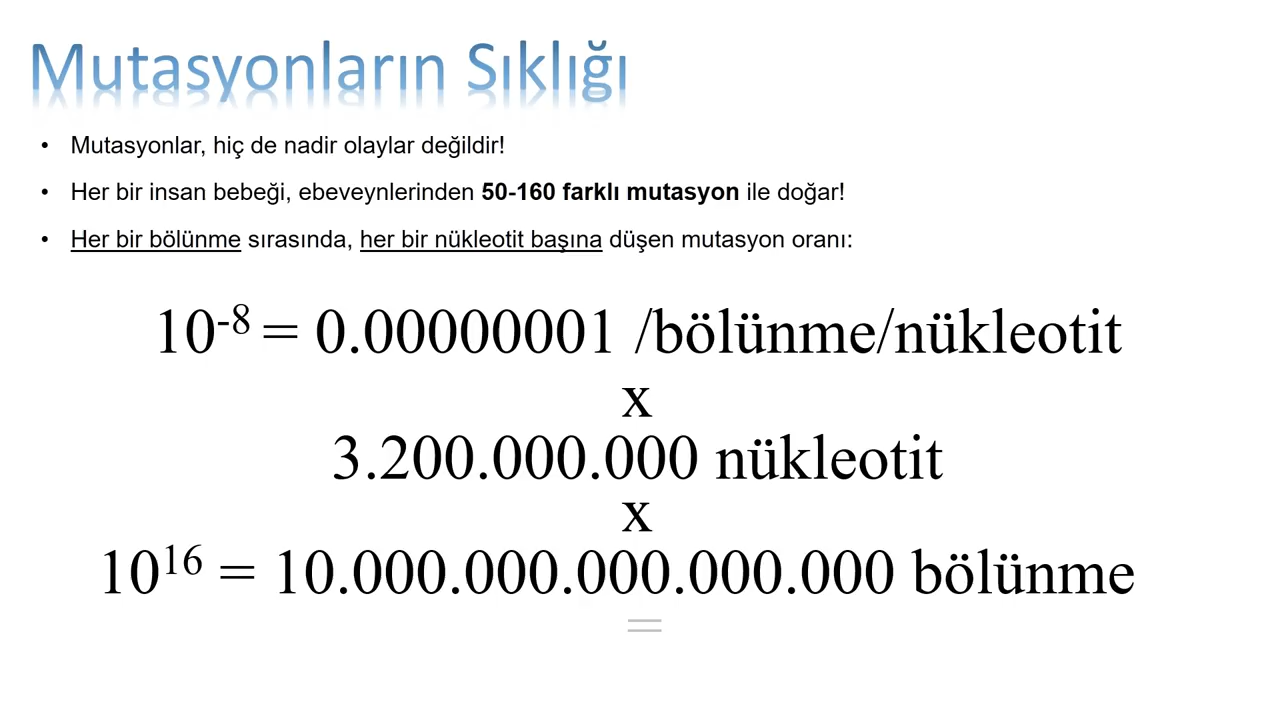 Mutasyonların Sıklığı
• Mutasyonlar, hiç de nadir olaylar değildir!
• Her bir insan bebeği, ebeveynlerinden 50-160 farklı mutasyon ile doğar!
• Her bir bölünme sırasında, her bir nükleotit başına düşen mutasyon oranı:
10⁻⁸ = 0.00000001 /bölünme/nükleotit
x
3.200.000.000 nükleotit
x
10¹⁶ = 10.000.000.000.000.000 bölünme
=